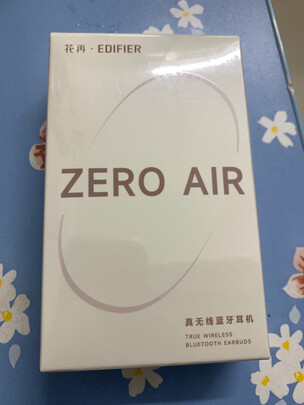 花再·EDIFIER
ZERO AIR
真无线蓝牙耳机
TRUE WIRELESS
BLUETOOTH EARBUDS